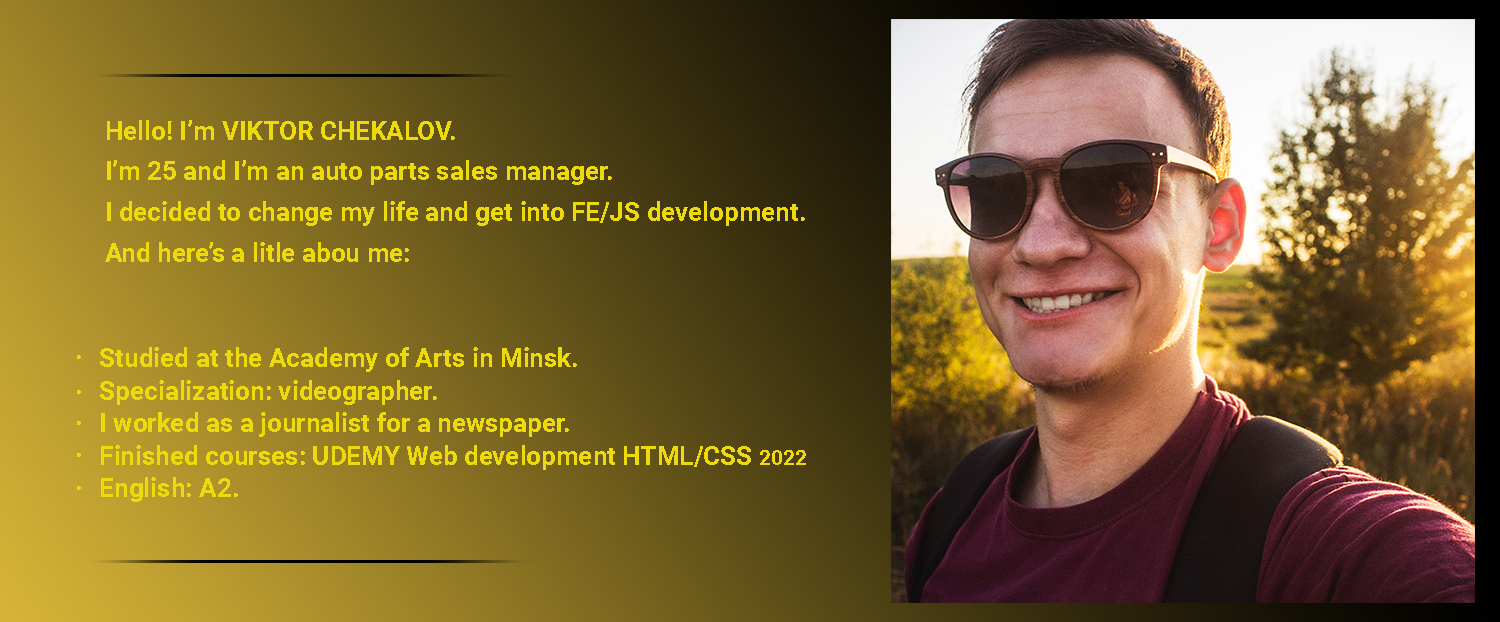 Hello! I’m VIKTOR CHEKALOV.
I’m 25 and I’m an auto parts sales manager.
I decided to change my life and get into FE/JS development.
And here’s a litle abou me:
· Studied at the Academy of Arts in Minsk.
· Specialization: videographer.
· I worked as a journalist for a newspaper.
· Finished courses: UDEMY Web development HTML/CSS 2022
· English: A2.